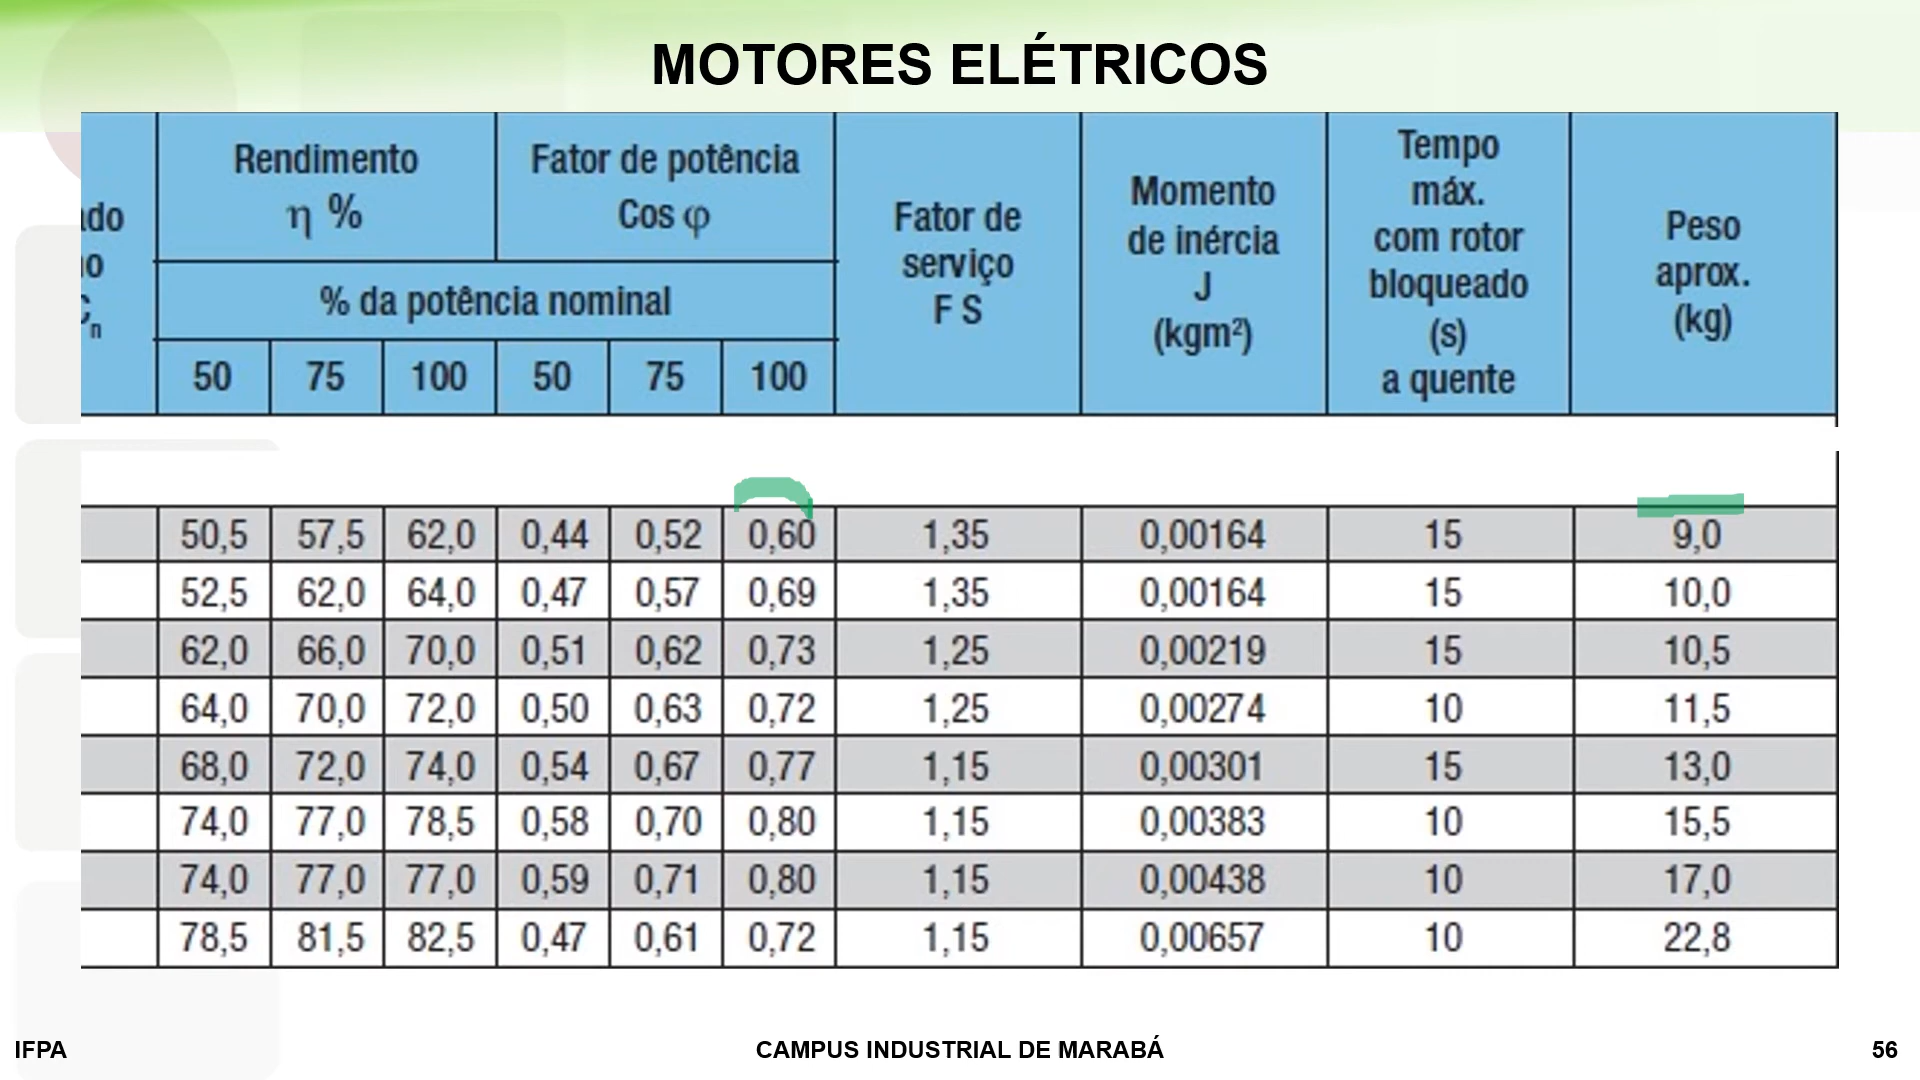 MOTORES ELÉTRICOS
Rendimento
η %
Fator de potência
Cos φ
% da potência nominal
50 75 100 50 75 100
Fator de
serviço
F S
Momento
de inércia
J
(kgm²)
Tempo
máx.
com rotor
bloqueado
(s)
a quente
Peso
aprox.
(kg)
50,5 57,5 62,0 0,44 0,52 0,60 1,35 0,00164 15 9,0
52,5 62,0 64,0 0,47 0,57 0,69 1,35 0,00164 15 10,0
62,0 66,0 70,0 0,51 0,62 0,73 1,25 0,00219 15 10,5
64,0 70,0 72,0 0,50 0,63 0,72 1,25 0,00274 10 11,5
68,0 72,0 74,0 0,54 0,67 0,77 1,15 0,00301 15 13,0
74,0 77,0 78,5 0,58 0,70 0,80 1,15 0,00383 10 15,5
74,0 77,0 77,0 0,59 0,71 0,80 1,15 0,00438 10 17,0
78,5 81,5 82,5 0,47 0,61 0,72 1,15 0,00657 10 22,8
IFPA
CAMPUS INDUSTRIAL DE MARABÁ
56